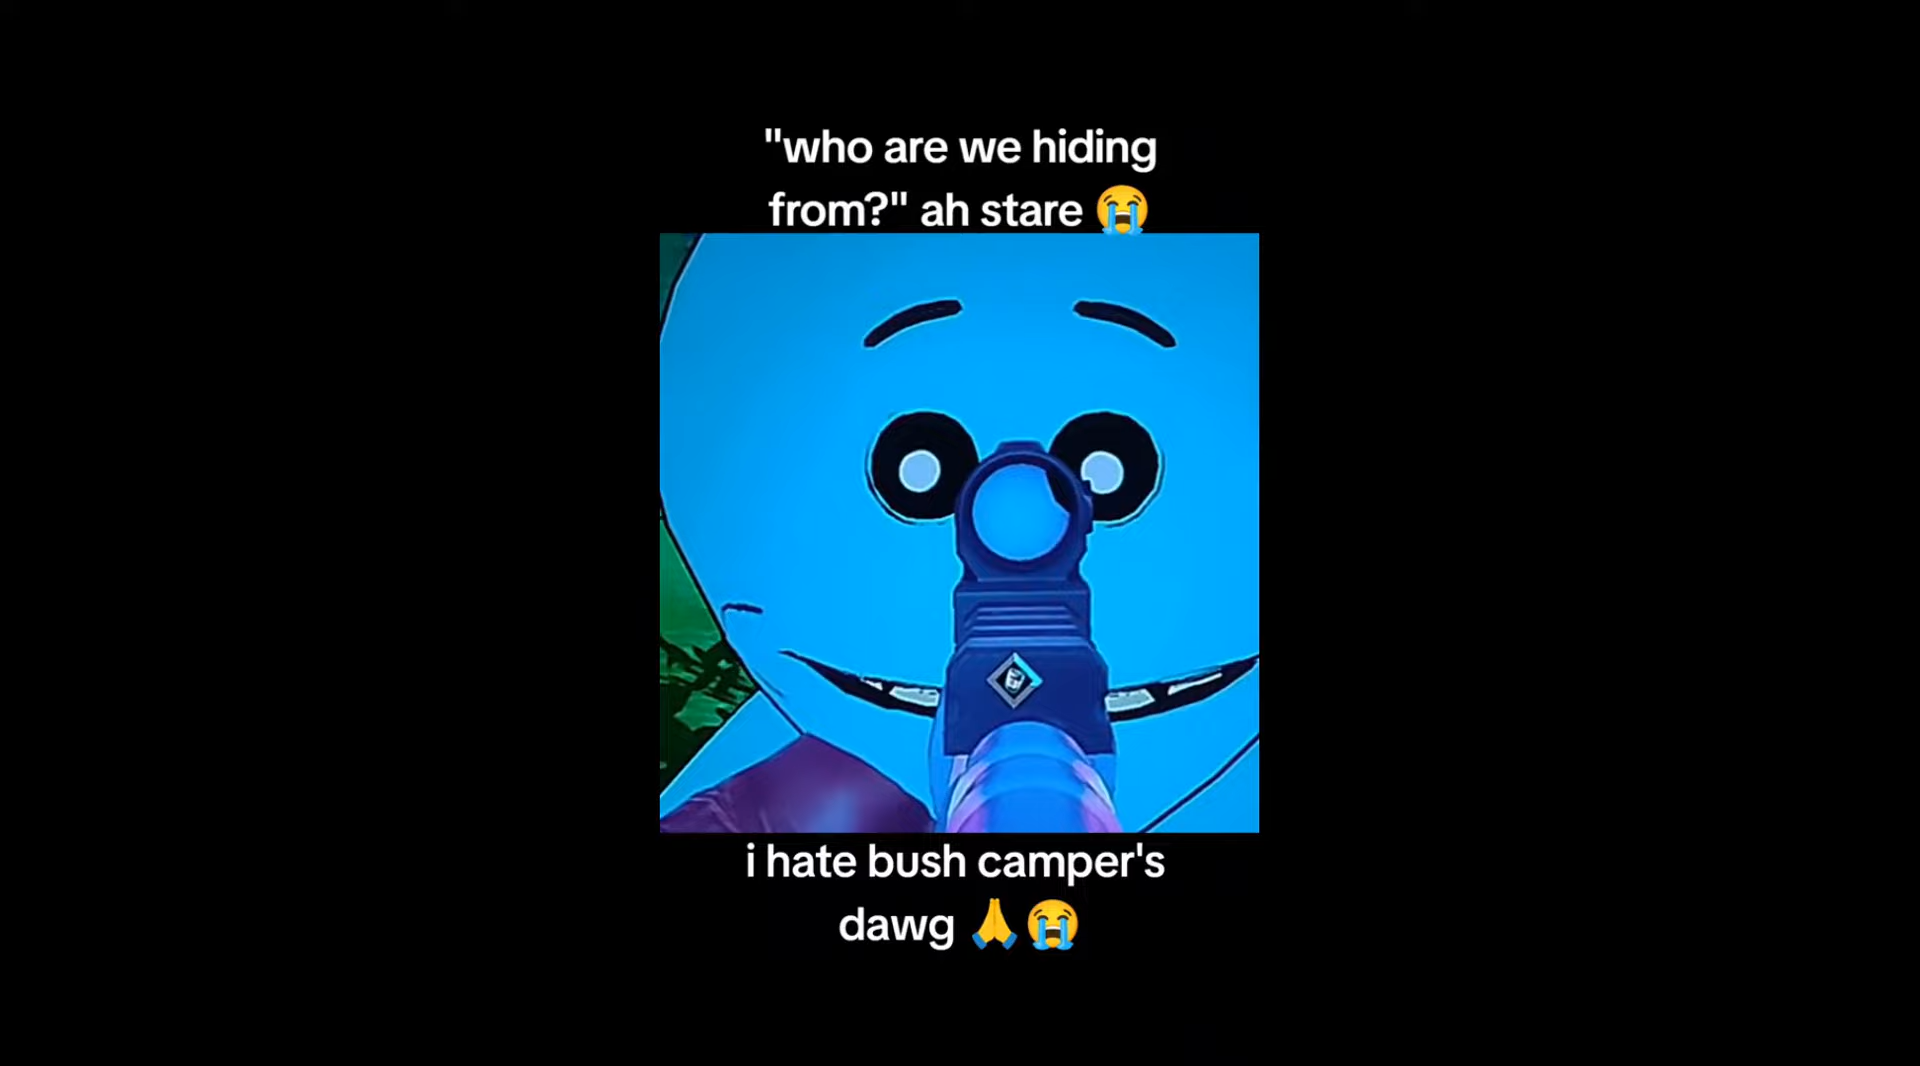 "who are we hiding
from?" ah stare 😭
i hate bush camper's
dawg 🙏😭